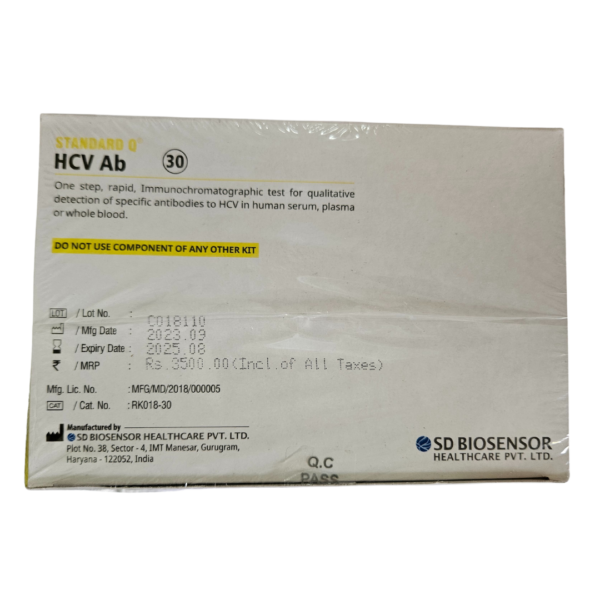 STANDARD Q
HCV Ab 30
One step, rapid, Immunochromatographic test for qualitative
detection of specific antibodies to HCV in human serum, plasma
or whole blood.
DO NOT USE COMPONENT OF ANY OTHER KIT
LOT / Lot No. : C018110
/ Mfg Date : 2023.09
/ Expiry Date : 2025.08
₹ / MRP : Rs.3500.00(Incl.of All Taxes)
Mfg. Lic. No. : MFG/MD/2018/000005
CAT / Cat. No. : RK018-30
Manufactured by
SD BIOSENSOR HEALTHCARE PVT. LTD.
Plot No. 38, Sector - 4, IMT Manesar, Gurugram,
Haryana - 122052, India
SD BIOSENSOR
HEALTHCARE PVT. LTD.
Q.C
PASS